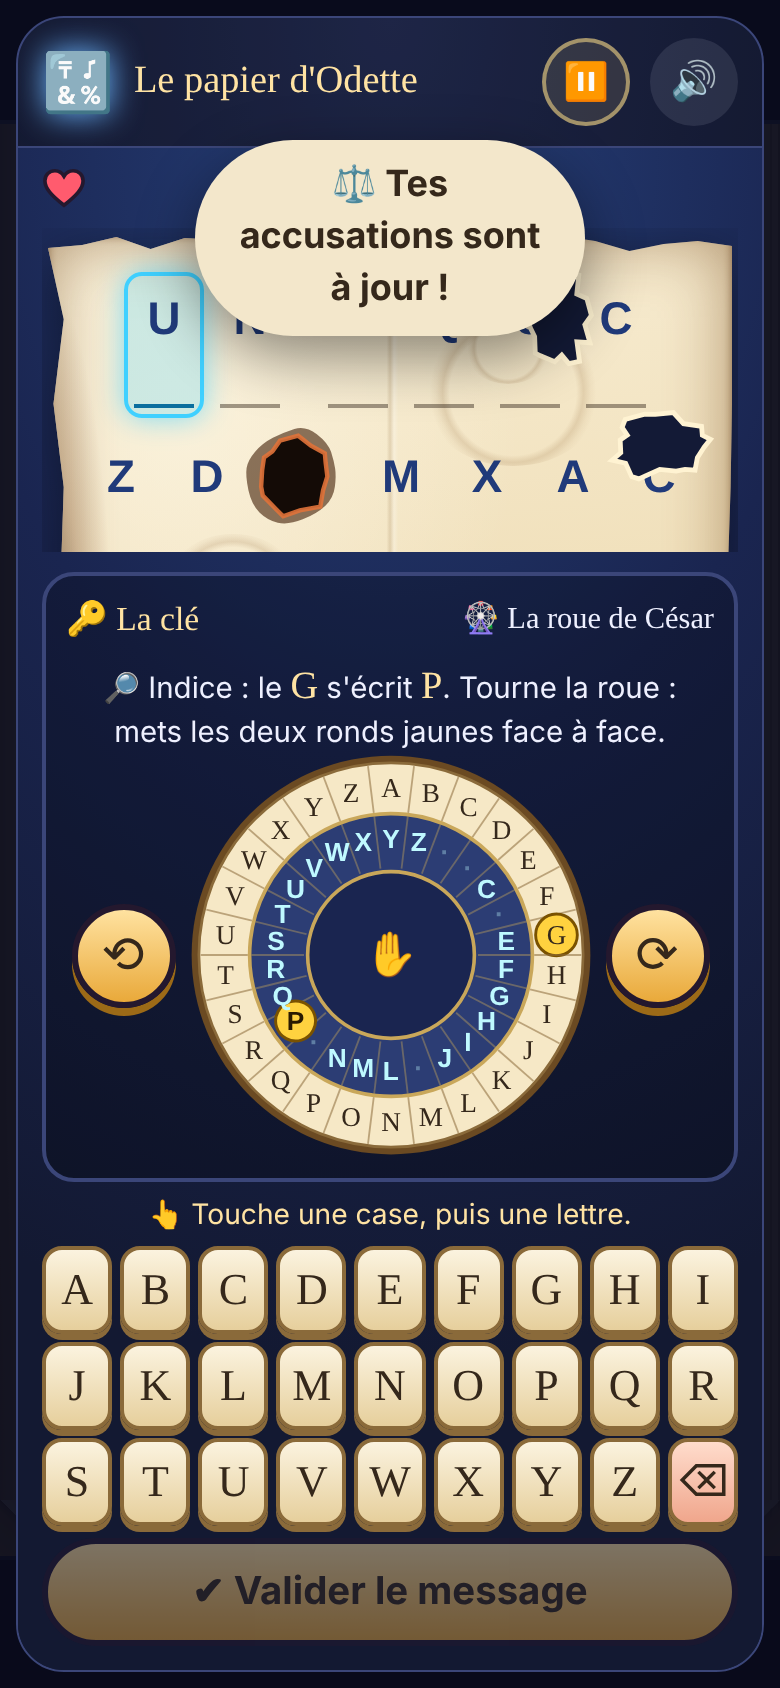 Le papier d'Odette
⚖️ Tes
accusations sont
à jour !
U C
Z D M X A C
🔑 La clé
🎡 La roue de César
🔎 Indice : le G s'écrit P. Tourne la roue :
mets les deux ronds jaunes face à face.
A B C D E F G H I J K L M N O P Q R S T U V W X Y Z
Y Z . . C . E F G H I J . L M N . P Q R S T U V W X
👆 Touche une case, puis une lettre.
A B C D E F G H I
J K L M N O P Q R
S T U V W X Y Z
✔ Valider le message